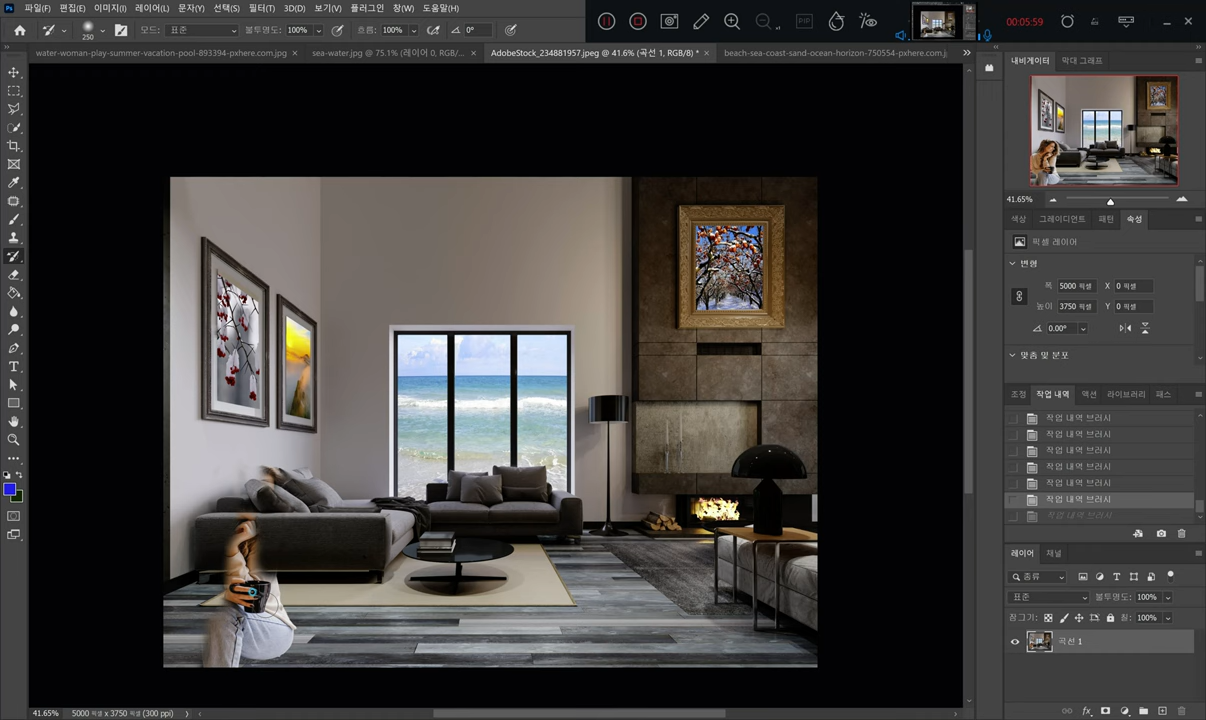 파일(F) 편집(E) 이미지(I) 레이어(L) 문자(Y) 선택(S) 필터(T) 3D(D) 보기(V) 플러그인 창(W) 도움말(H)
PIP
00:05:59
250 모드: 표준 불투명도: 100% 흐름: 100% 0°
water-woman-play-summer-vacation-pool-893394-pxhere.com.jpg × sea-water.jpg @ 75.1% (레이어 0, RGB/8#) * × AdobeStock_234881957.jpeg @ 41.6% (곡선 1, RGB/8) * × beach-sea-coast-sand-ocean-horizon-750554-pxhere.com.j
내비게이터 막대 그래프
41.65%
색상 그레이디언트 패턴 속성
픽셀 레이어
변형
폭 5000 픽셀 X 0 픽셀
높이 3750 픽셀 Y 0 픽셀
0.00°
맞춤 및 분포
조정 작업 내역 액션 라이브러리 패스
작업 내역 브러시
작업 내역 브러시
작업 내역 브러시
작업 내역 브러시
작업 내역 브러시
작업 내역 브러시
작업 내역 브러시
레이어 채널
종류
표준 불투명도: 100%
잠그기: 칠: 100%
곡선 1
fx
41.65% 5000 픽셀 x 3750 픽셀 (300 ppi)